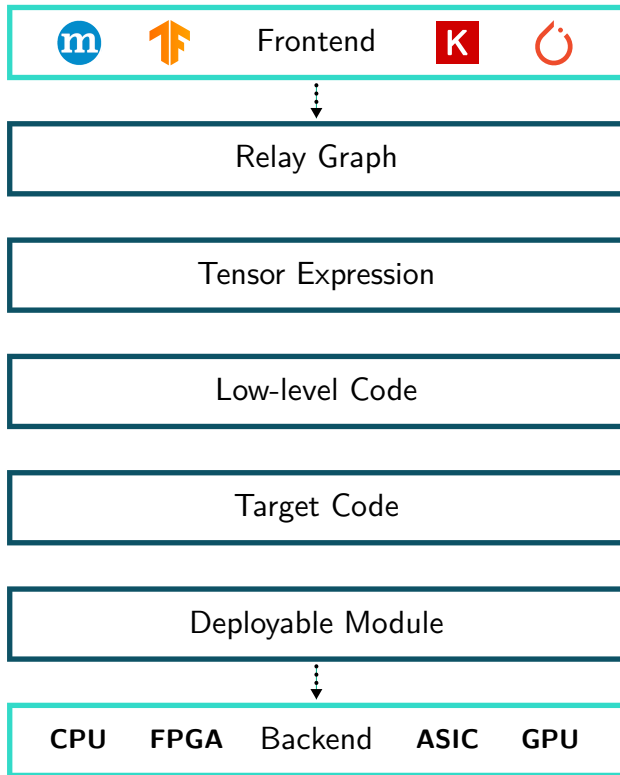 m Frontend K
Relay Graph
Tensor Expression
Low-level Code
Target Code
Deployable Module
CPU FPGA Backend ASIC GPU